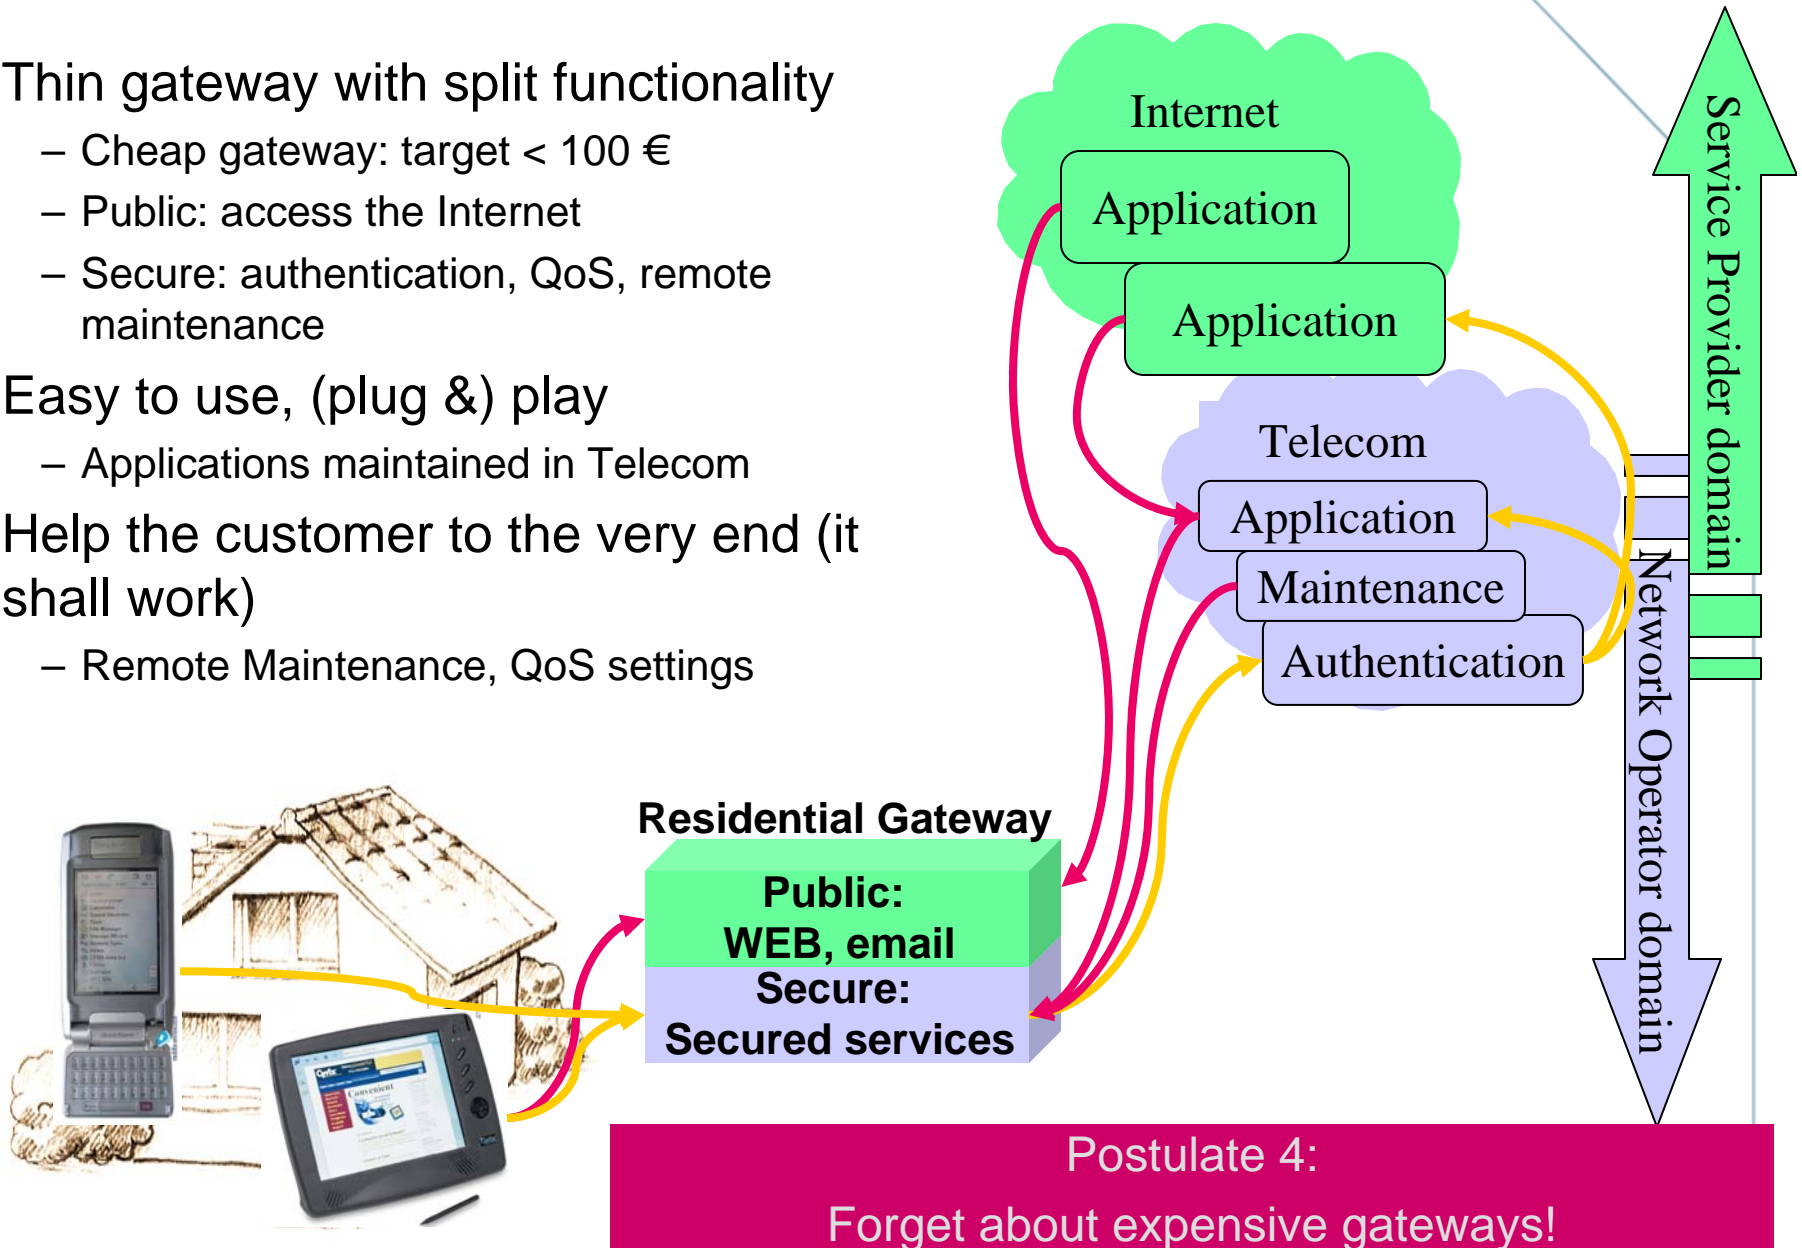 Thin gateway with split functionality
– Cheap gateway: target < 100 €
– Public: access the Internet
– Secure: authentication, QoS, remote
maintenance
Easy to use, (plug &) play
– Applications maintained in Telecom
Help the customer to the very end (it
shall work)
– Remote Maintenance, QoS settings
Internet
Application
Application
Telecom
Application
Maintenance
Authentication
Service Provider domain
Network Operator domain
Residential Gateway
Public:
WEB, email
Secure:
Secured services
Convenient
Postulate 4:
Forget about expensive gateways!